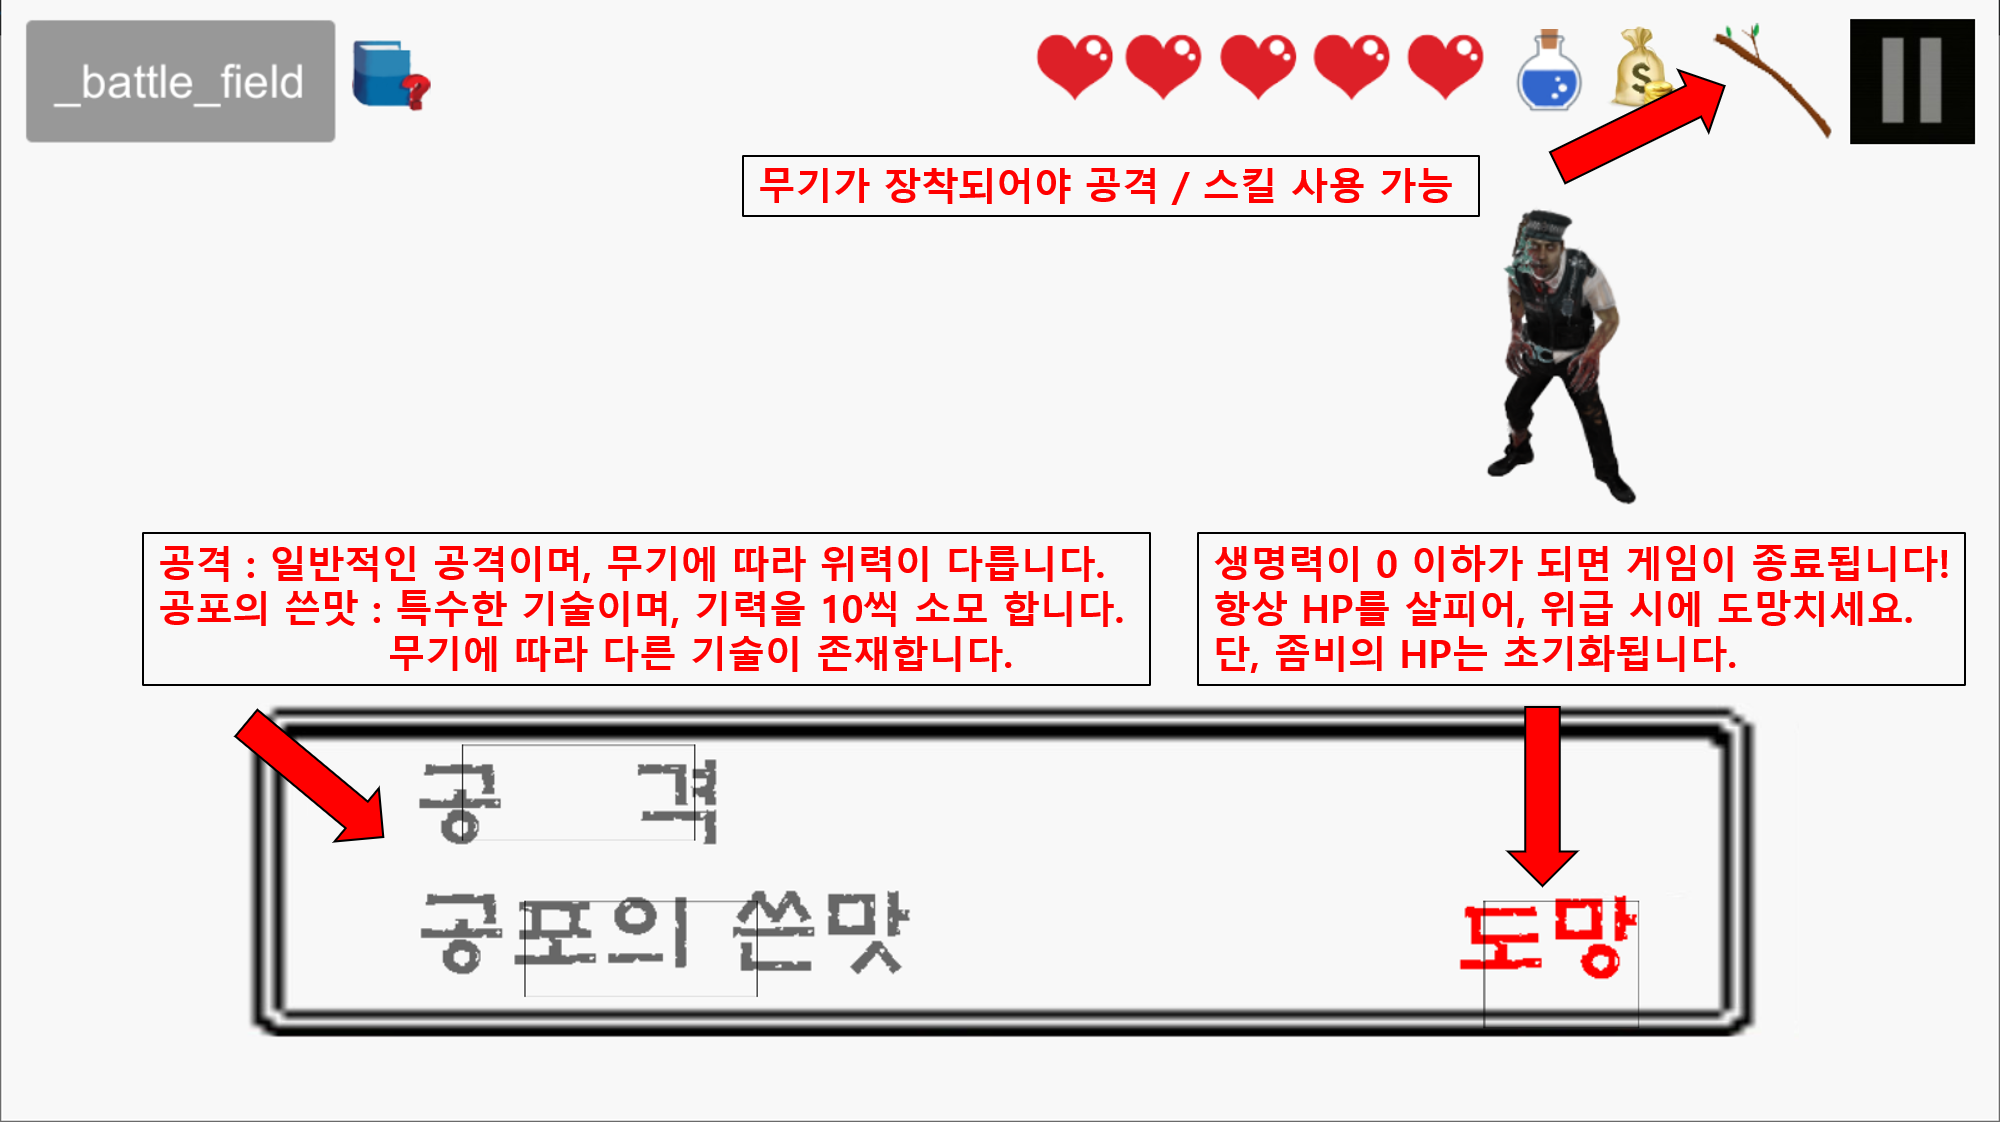 _battle_field
무기가 장착되어야 공격 / 스킬 사용 가능
공격 : 일반적인 공격이며, 무기에 따라 위력이 다릅니다.
공포의 쓴맛 : 특수한 기술이며, 기력을 10씩 소모 합니다.
무기에 따라 다른 기술이 존재합니다.
생명력이 0 이하가 되면 게임이 종료됩니다!
항상 HP를 살피어, 위급 시에 도망치세요.
단, 좀비의 HP는 초기화됩니다.
공 격
공포의 쓴맛
도망